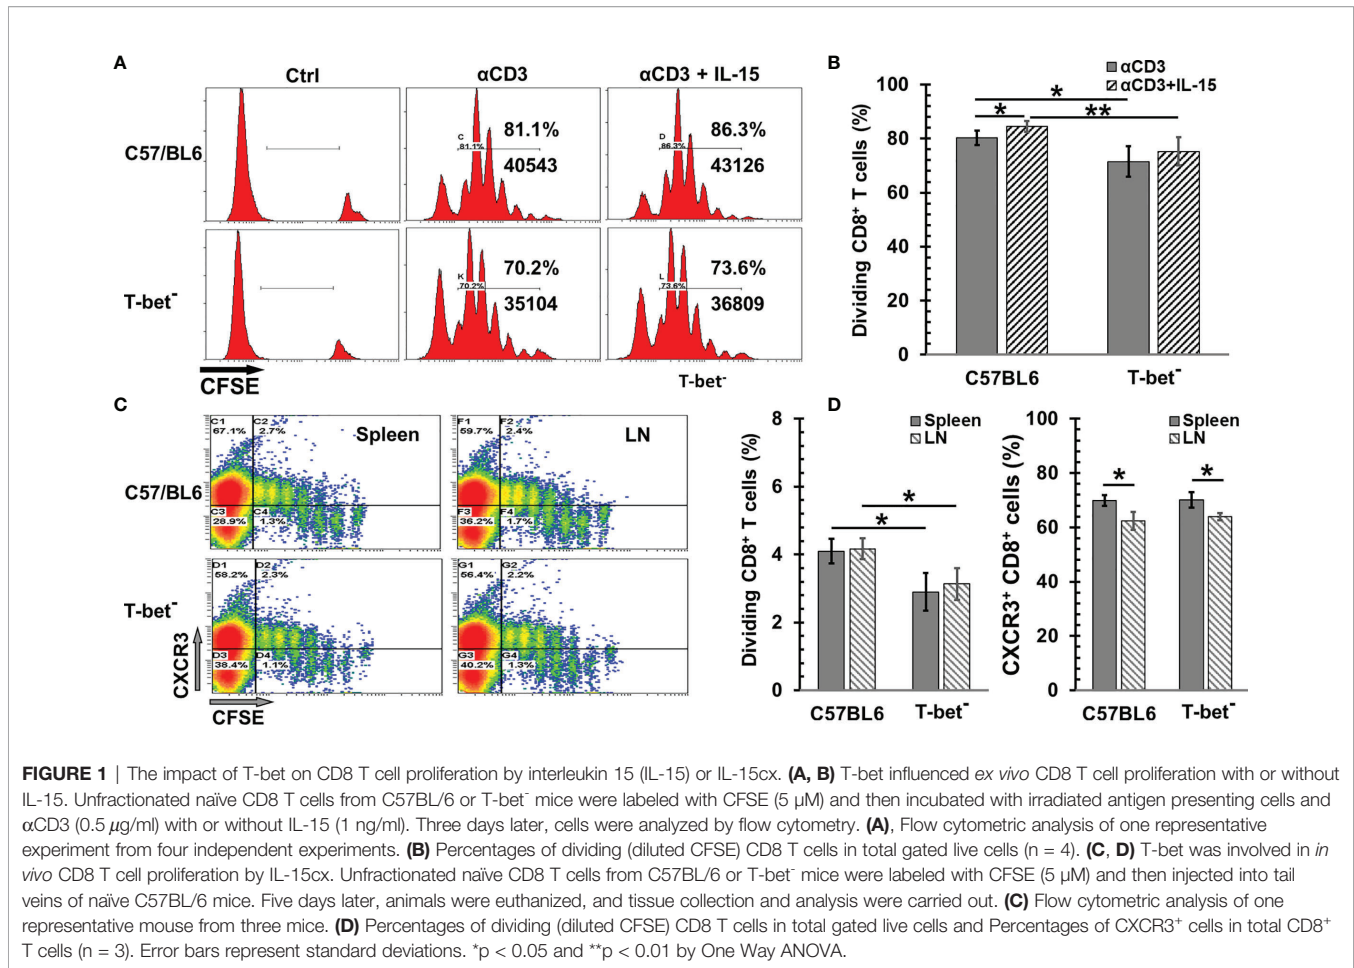 A
Ctrl
αCD3
αCD3 + IL-15
C57/BL6
C
81.1%
81.1%
40543
D
86.3%
86.3%
43126
T-bet⁻
K
70.2%
70.2%
35104
L
73.6%
73.6%
36809
CFSE
T-bet⁻
B
αCD3
αCD3+IL-15
Dividing CD8⁺ T cells (%)
100
80
60
40
20
0
*
*
**
C57BL6
T-bet⁻
C
C57/BL6
Spleen
C1
67.1%
C2
2.7%
C3
28.9%
C4
1.3%
LN
F1
59.7%
F2
2.4%
F3
36.2%
F4
1.7%
T-bet⁻
D1
58.2%
D2
2.3%
D3
38.4%
D4
1.1%
G1
56.4%
G2
2.2%
G3
40.2%
G4
1.3%
CXCR3
CFSE
D
Dividing CD8⁺ T cells (%)
8
6
4
2
0
Spleen
LN
*
*
C57BL6
T-bet⁻
CXCR3⁺ CD8⁺ cells (%)
100
80
60
40
20
0
Spleen
LN
*
*
C57BL6
T-bet⁻
FIGURE 1 | The impact of T-bet on CD8 T cell proliferation by interleukin 15 (IL-15) or IL-15cx. (A, B) T-bet influenced ex vivo CD8 T cell proliferation with or without
IL-15. Unfractionated naïve CD8 T cells from C57BL/6 or T-bet⁻ mice were labeled with CFSE (5 µM) and then incubated with irradiated antigen presenting cells and
αCD3 (0.5 µg/ml) with or without IL-15 (1 ng/ml). Three days later, cells were analyzed by flow cytometry. (A), Flow cytometric analysis of one representative
experiment from four independent experiments. (B) Percentages of dividing (diluted CFSE) CD8 T cells in total gated live cells (n = 4). (C, D) T-bet was involved in in
vivo CD8 T cell proliferation by IL-15cx. Unfractionated naïve CD8 T cells from C57BL/6 or T-bet⁻ mice were labeled with CFSE (5 µM) and then injected into tail
veins of naïve C57BL/6 mice. Five days later, animals were euthanized, and tissue collection and analysis were carried out. (C) Flow cytometric analysis of one
representative mouse from three mice. (D) Percentages of dividing (diluted CFSE) CD8 T cells in total gated live cells and Percentages of CXCR3⁺ cells in total CD8⁺
T cells (n = 3). Error bars represent standard deviations. *p < 0.05 and **p < 0.01 by One Way ANOVA.